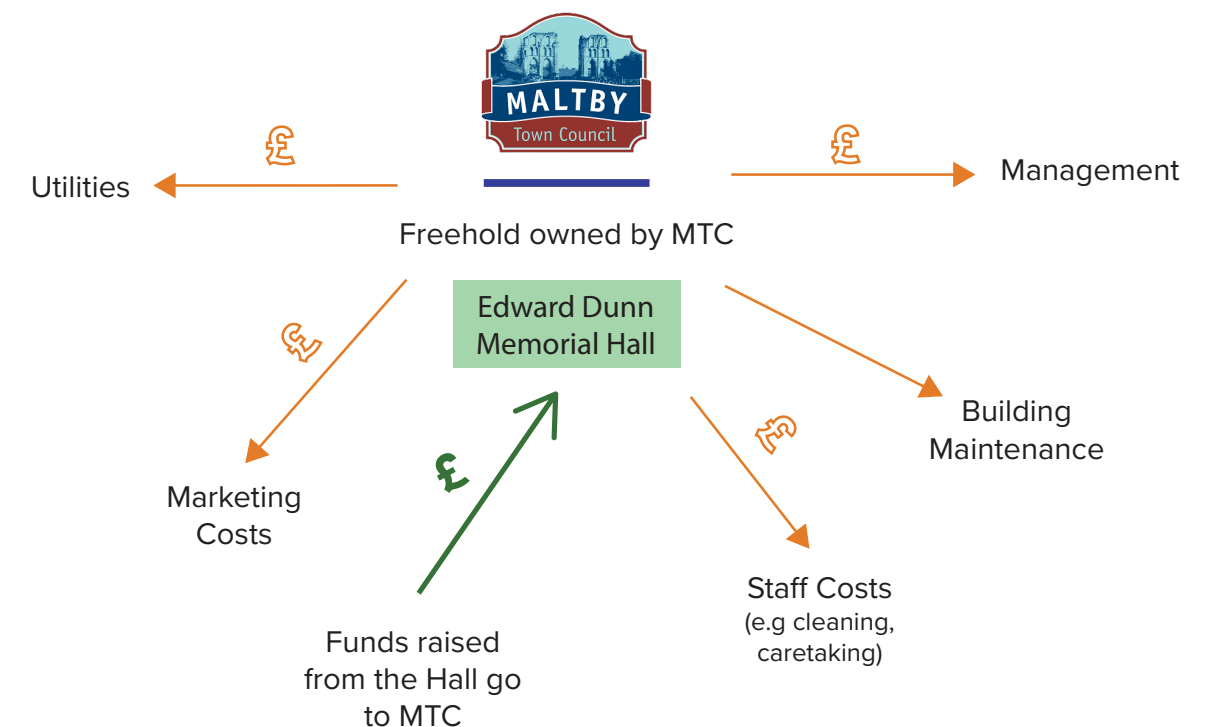 MALTBY
Town Council
£
£
Utilities
Management
Freehold owned by MTC
Edward Dunn
Memorial Hall
£
£
£
Building
Maintenance
Marketing
Costs
Staff Costs
(e.g cleaning,
caretaking)
Funds raised
from the Hall go
to MTC